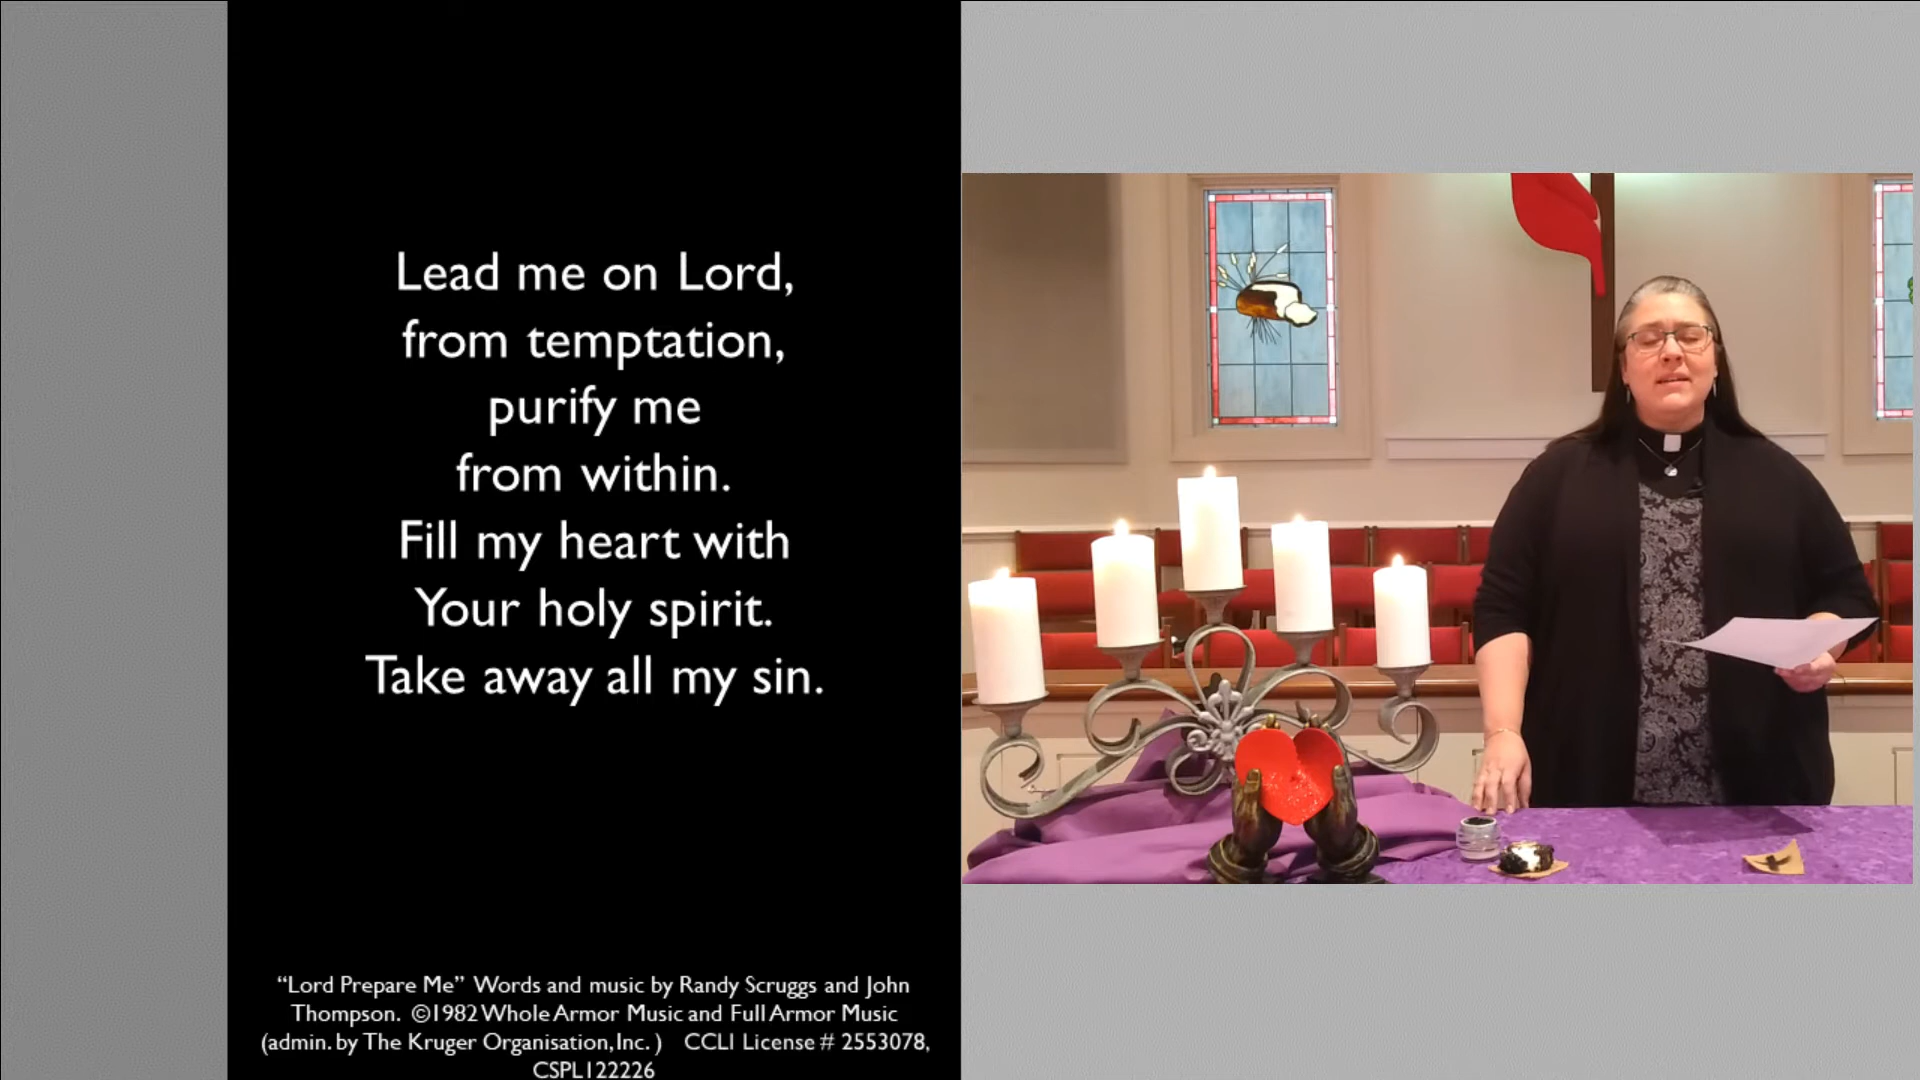 Lead me on Lord,
from temptation,
purify me
from within.
Fill my heart with
Your holy spirit.
Take away all my sin.
“Lord Prepare Me” Words and music by Randy Scruggs and John
Thompson. ©1982 Whole Armor Music and Full Armor Music
(admin. by The Kruger Organisation, Inc. ) CCLI License # 2553078,
CSPL122226